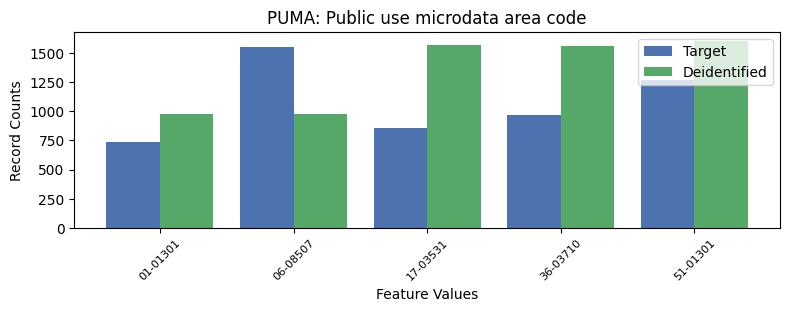 PUMA: Public use microdata area code
Record Counts
1500
1250
1000
750
500
250
0
Target
Deidentified
01-01301
06-08507
17-03531
36-03710
51-01301
Feature Values